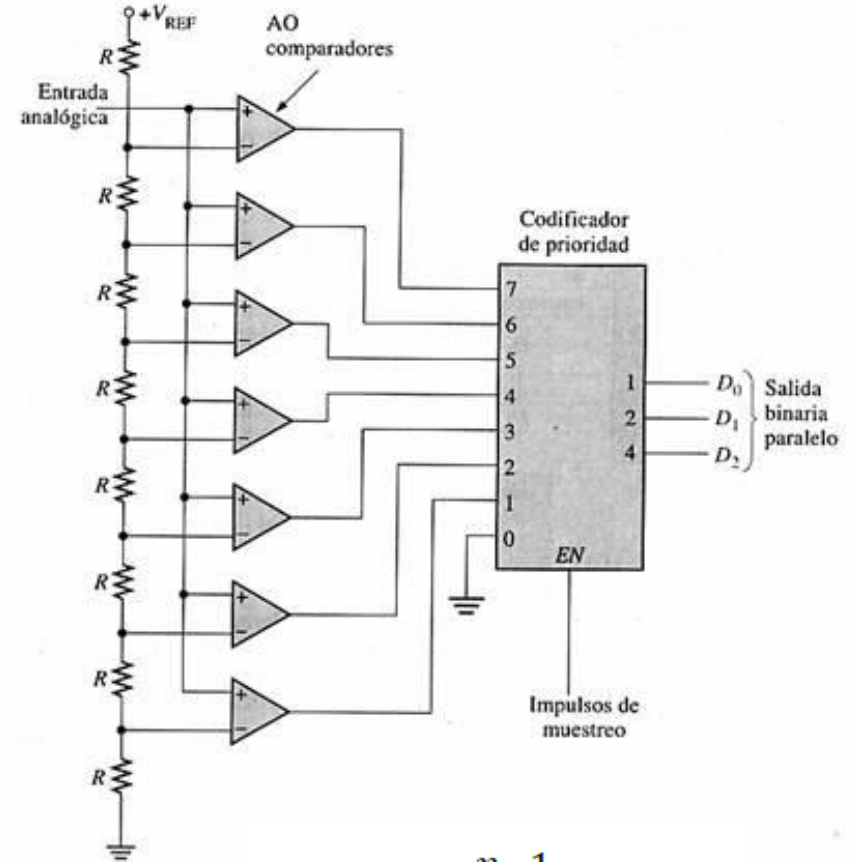 +V_REF
AO
comparadores
R
Entrada
analógica
+
−
R
+
−
R
+
−
R
+
−
R
+
−
R
+
−
R
+
−
R
Codificador
de prioridad
7
6
5
4
3
2
1
0
EN
1
2
4
D₀
D₁
D₂
Salida
binaria
paralelo
Impulsos de
muestreo